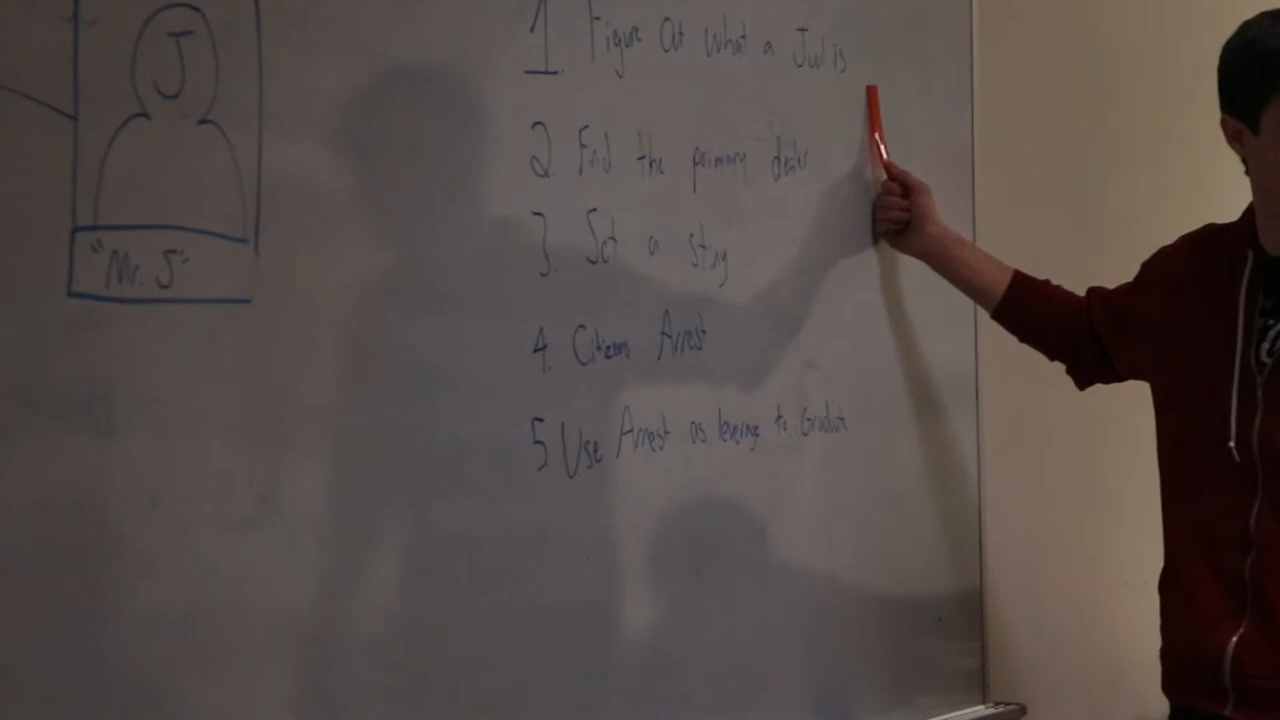 J
"Mr. J"
1. Figure Out what a JW is
2. Find the primary dealer
3. Set a sting
4. Citizens Arrest
5 Use Arrest as leverage to Graduate